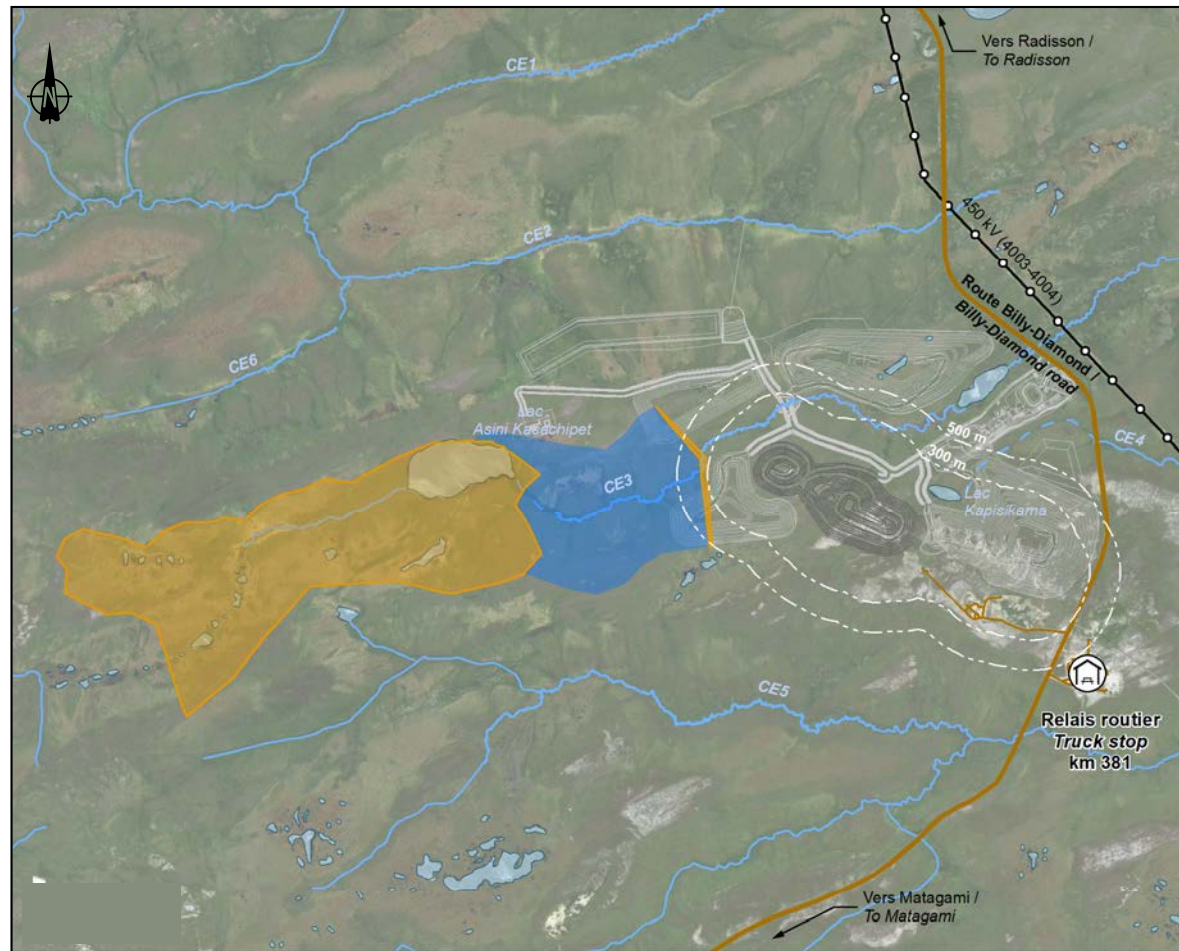 Vers Radisson /
To Radisson
N
CE1
450 kV (4003-4004)
CE2
Route Billy-Diamond /
Billy-Diamond road
CE6
Lac
Asini Kasachipet
500 m
300 m
CE4
CE3
Lac
Kapisikama
CE5
Relais routier
Truck stop
km 381
Vers Matagami /
To Matagami